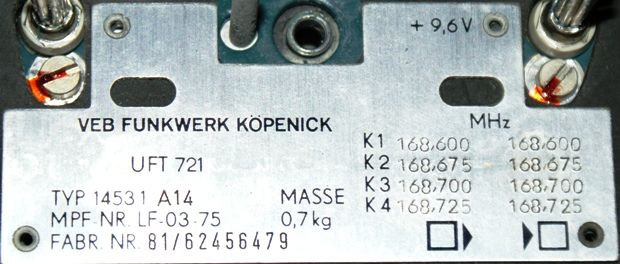 + 9,6V
VEB FUNKWERK KÖPENICK
UFT 721
TYP 14531 A14
MASSE
MPF-NR. LF-03-75
0,7kg
FABR. NR. 81/62456479
MHz
K1 168,600 168,600
K2 168,675 168,675
K3 168,700 168,700
K4 168,725 168,725